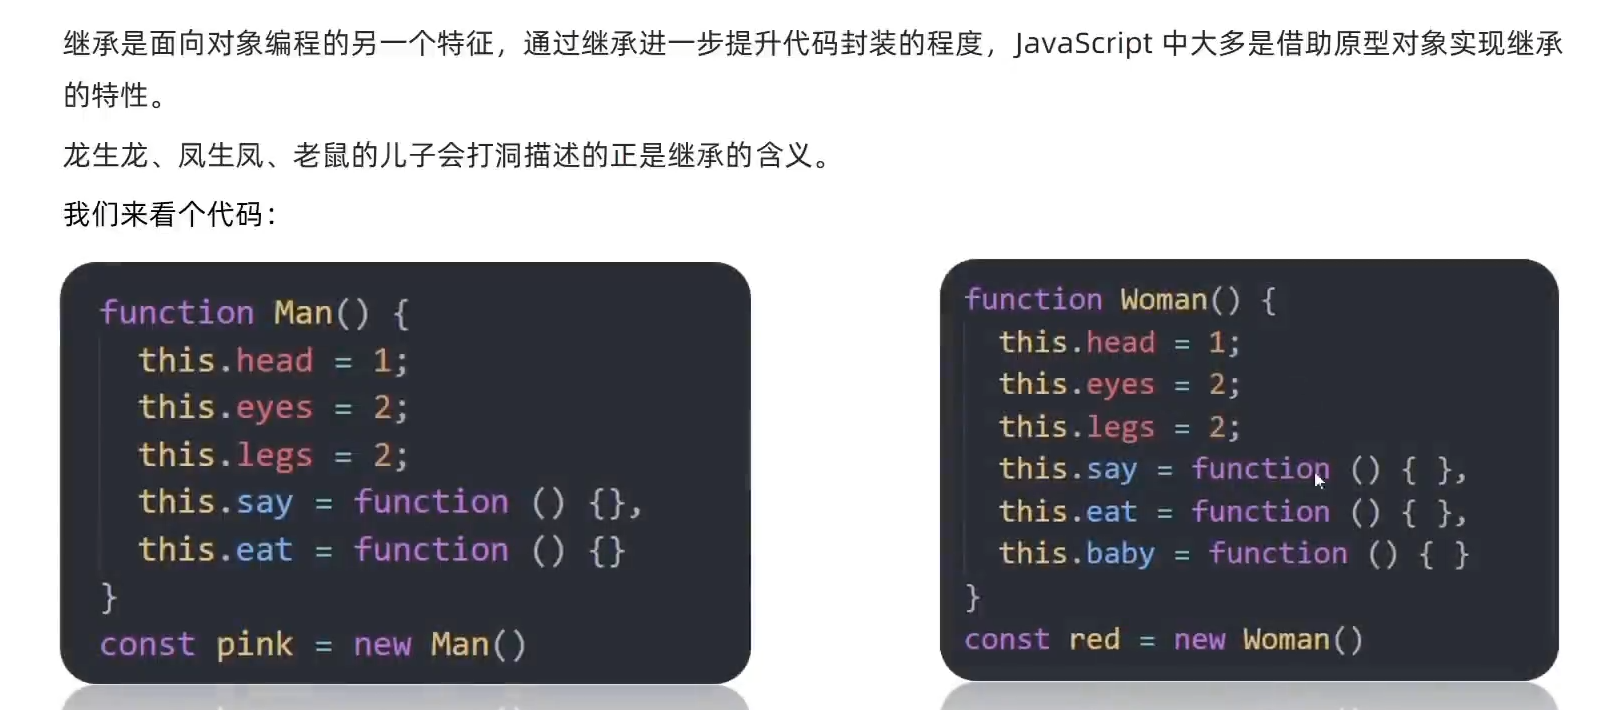 继承是面向对象编程的另一个特征，通过继承进一步提升代码封装的程度，JavaScript 中大多是借助原型对象实现继承
的特性。
龙生龙、凤生凤、老鼠的儿子会打洞描述的正是继承的含义。
我们来看个代码：
function Man() {
  this.head = 1;
  this.eyes = 2;
  this.legs = 2;
  this.say = function () {},
  this.eat = function () {}
}
const pink = new Man()
function Woman() {
  this.head = 1;
  this.eyes = 2;
  this.legs = 2;
  this.say = function () { },
  this.eat = function () { },
  this.baby = function () { }
}
const red = new Woman()